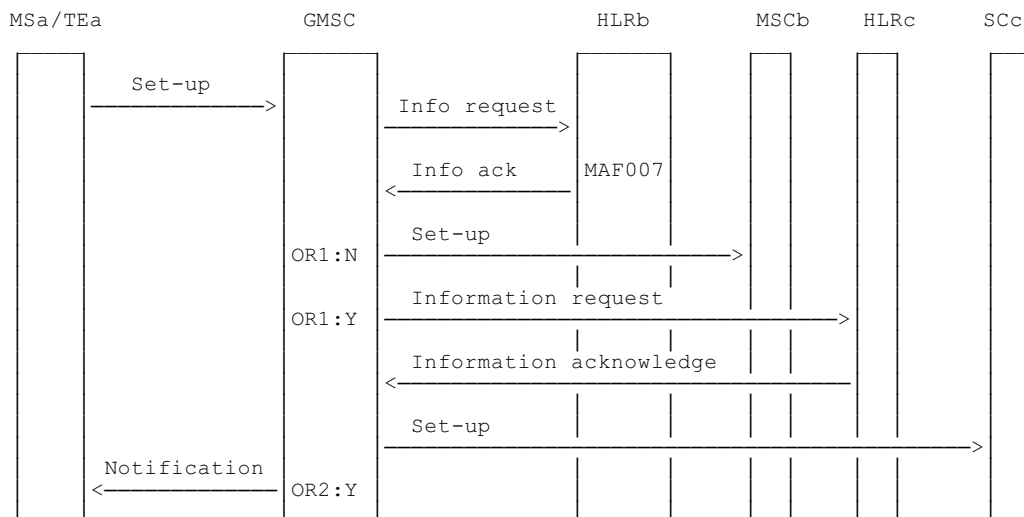 MSa/TEa GMSC HLRb MSCb HLRc SCc
Set-up
Info request
Info ack MAF007
Set-up
OR1:N
Information request
OR1:Y
Information acknowledge
Set-up
Notification
OR2:Y